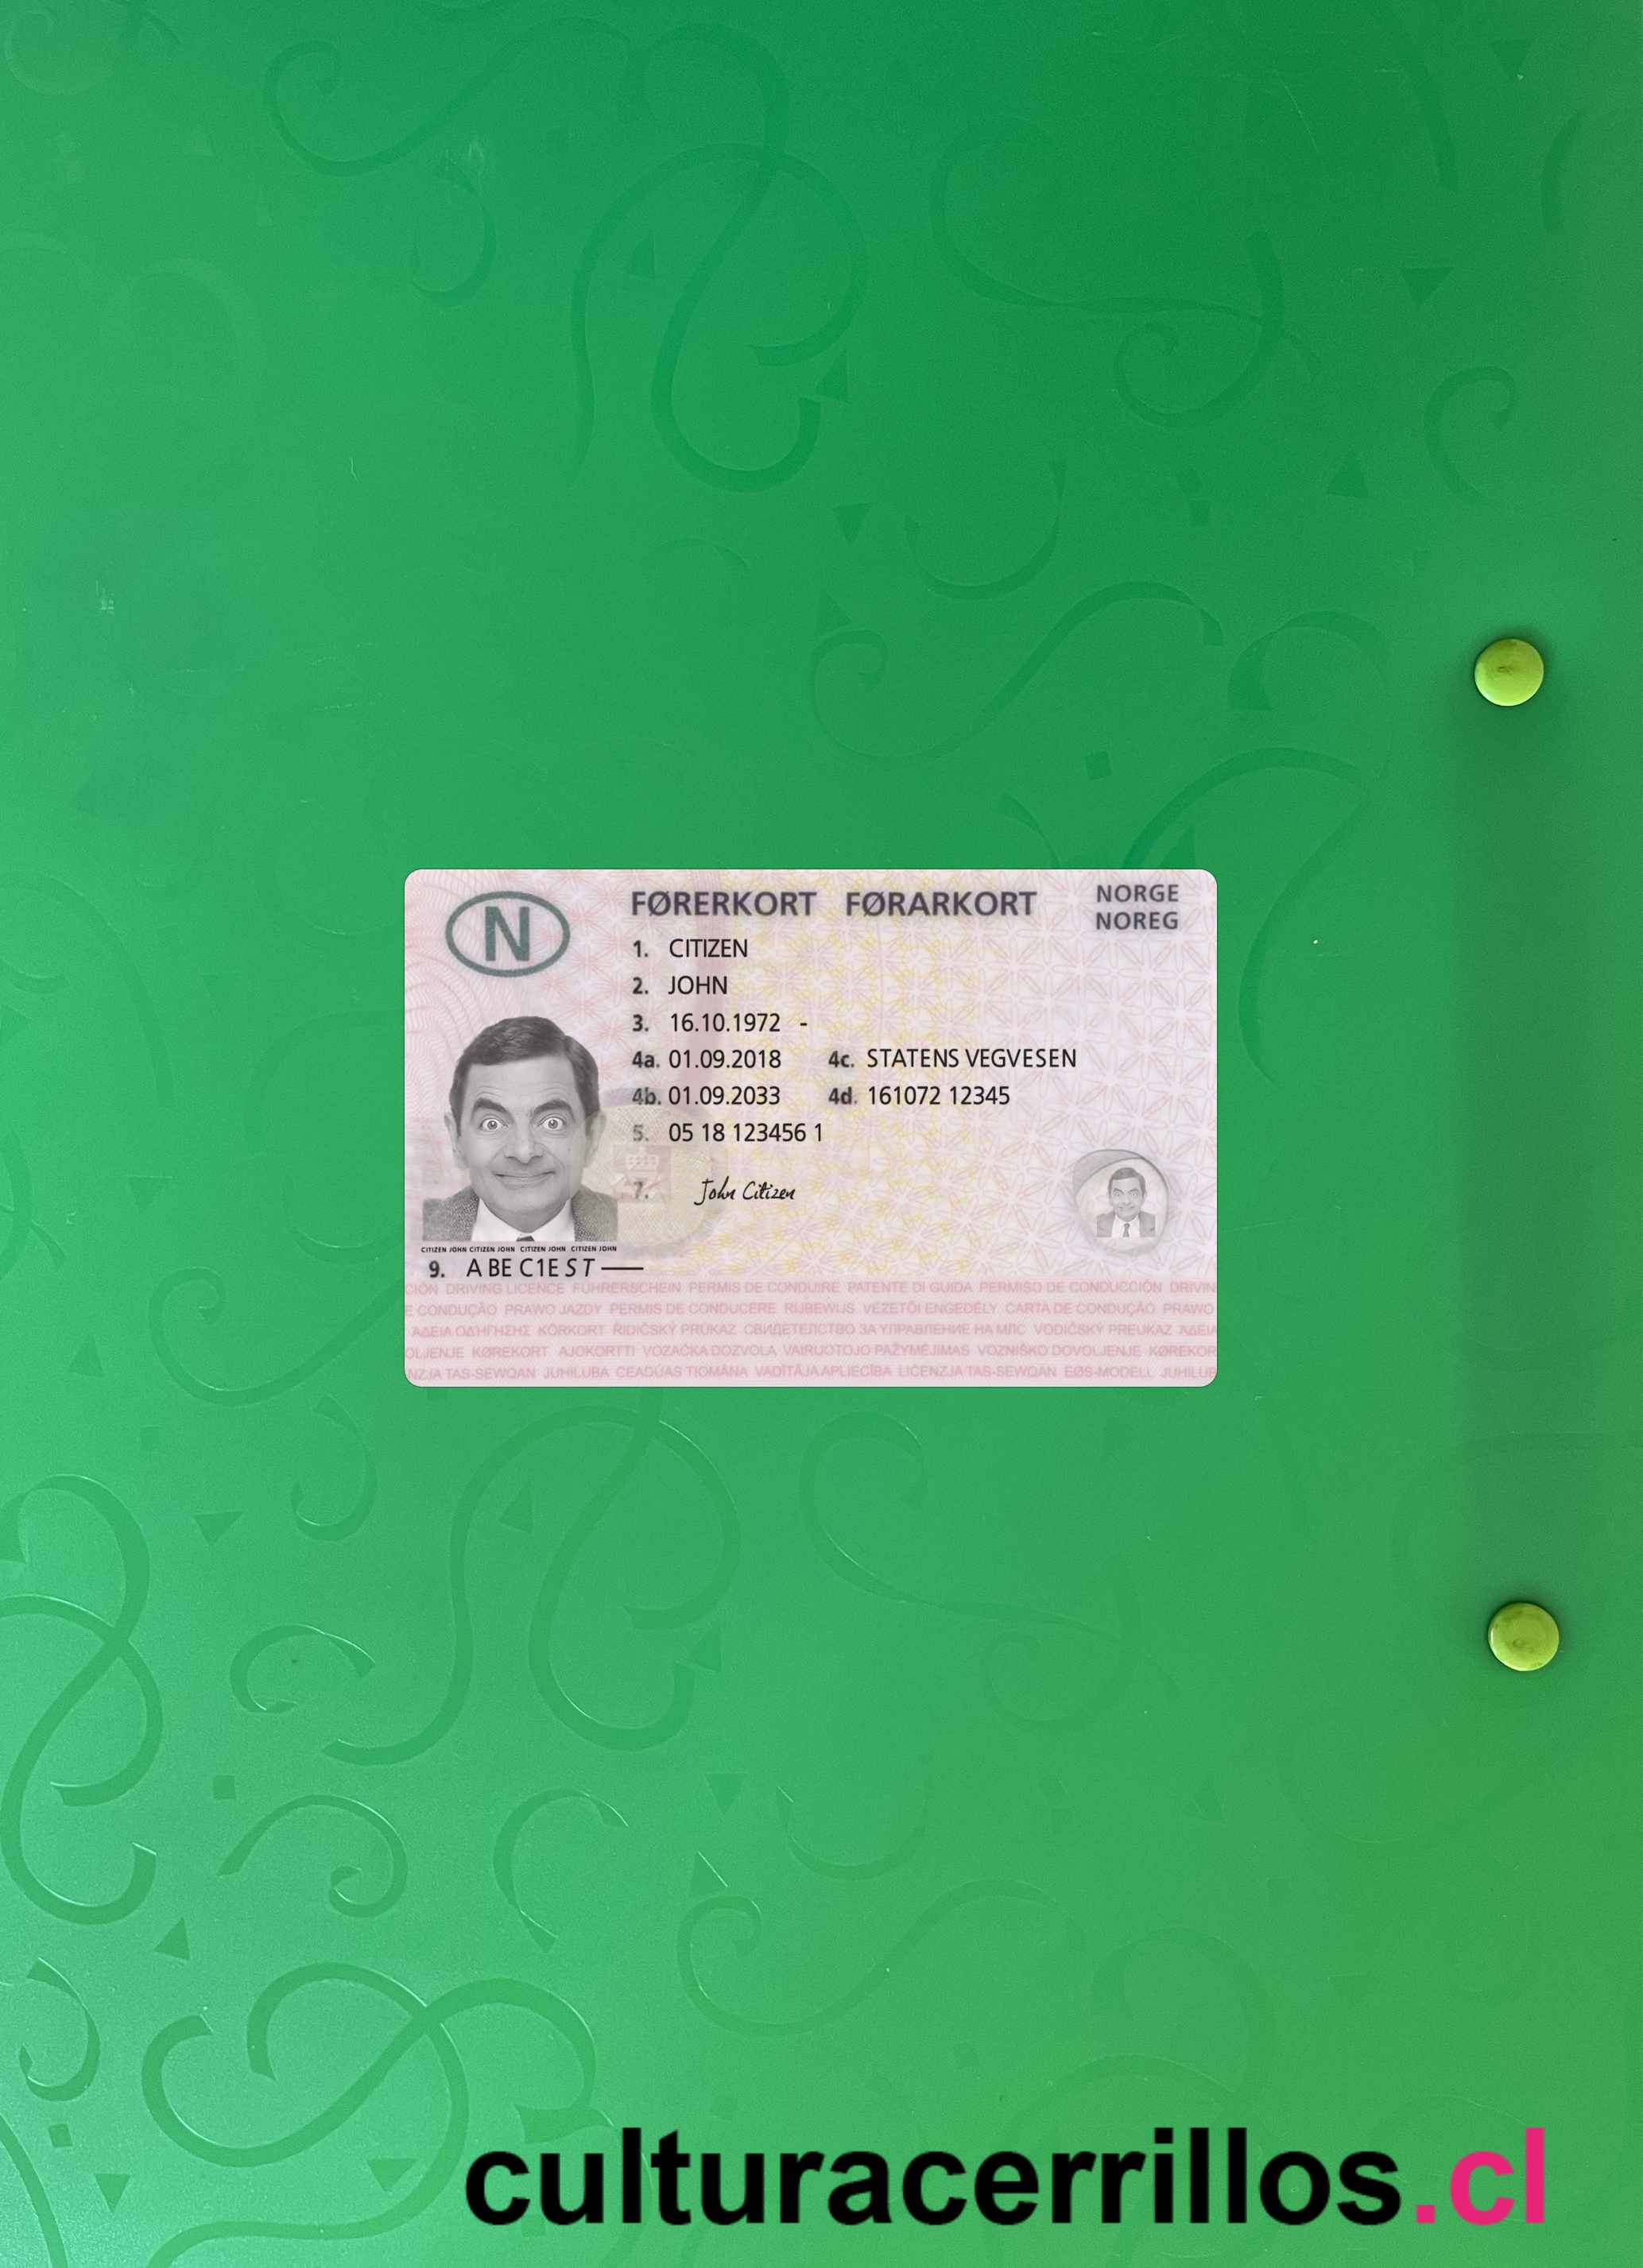 N
FØRERKORT FØRARKORT
NORGE
NOREG
1. CITIZEN
2. JOHN
3. 16.10.1972 -
4a. 01.09.2018 4c. STATENS VEGVESEN
4b. 01.09.2033 4d. 161072 12345
5. 05 18 123456 1
7. John Citizen
CITIZEN JOHN CITIZEN JOHN CITIZEN JOHN CITIZEN JOHN
9. A BE C1E S T
CIÓN DRIVING LICENCE FÜHRERSCHEIN PERMIS DE CONDUIRE PATENTE DI GUIDA PERMISO DE CONDUCCIÓN DRIVIN
E CONDUÇÃO PRAWO JAZDY PERMIS DE CONDUCERE RIJBEWIJS VEZETŐI ENGEDÉLY CARTA DE CONDUÇÃO PRAWO
ΆΔΕΙΑ ΟΔΉΓΗΣΗΣ KÖRKORT ŘIDIČSKÝ PRŮKAZ СВИДЕТЕЛСТВО ЗА УПРАВЛЕНИЕ НА МПС VODIČSKÝ PREUKAZ ΆΔΕΙΑ
OLJENJE KØREKORT AJOKORTTI VOZAČKA DOZVOLA VAIRUOTOJO PAŽYMĖJIMAS VOZNIŠKO DOVOLJENJE KØREKOR
NZJA TAS-SEWQAN JUHILUBA CEADÚAS TIOMÁNA VADĪTĀJA APLIECĪBA LIĊENZJA TAS-SEWQAN EØS-MODELL JUHILUB
culturacerrillos.cl